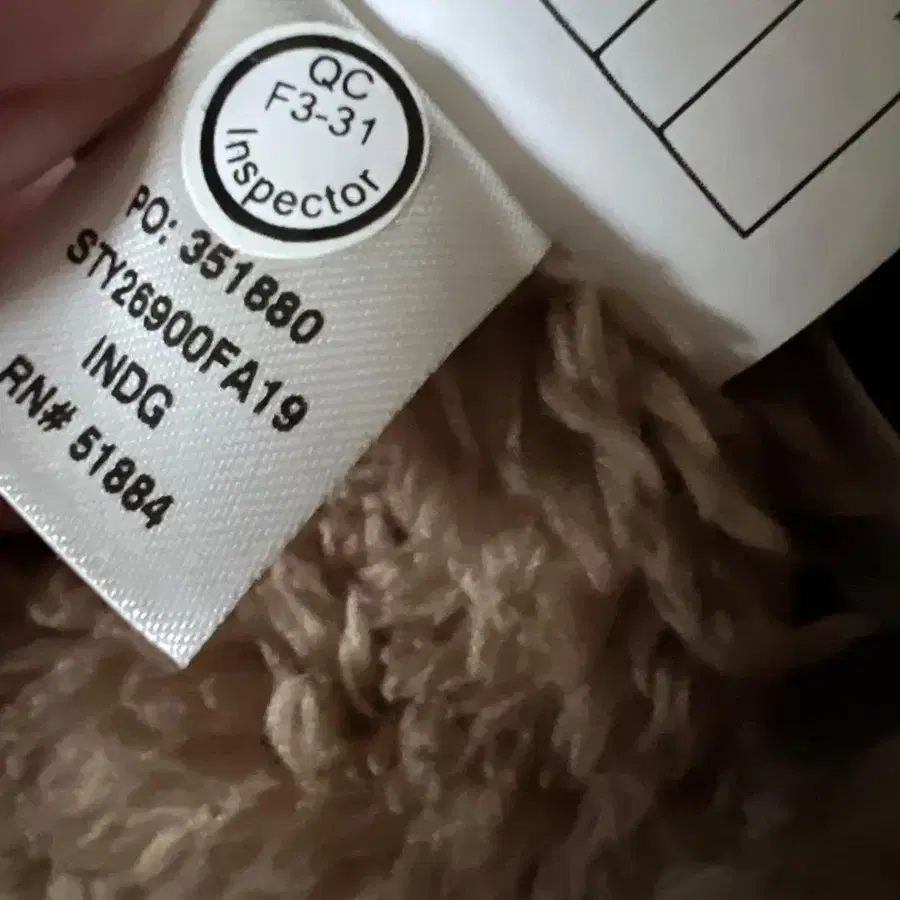 QC
F3-31
Inspector
PO: 351880
STY26900FA19
INDG
RN# 51884